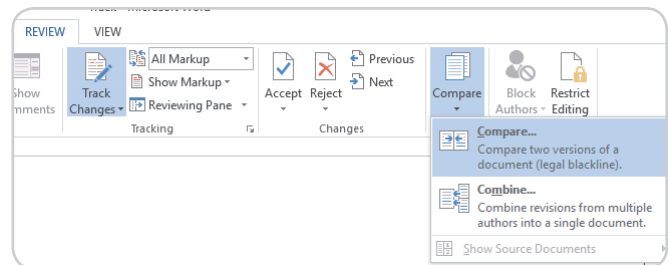 REVIEW VIEW
Track Changes
All Markup
Show Markup
Reviewing Pane
Tracking
Accept
Reject
Previous
Next
Changes
Compare
Block Authors
Restrict Editing
Compare...
Compare two versions of a
document (legal blackline).
Combine...
Combine revisions from multiple
authors into a single document.
Show Source Documents